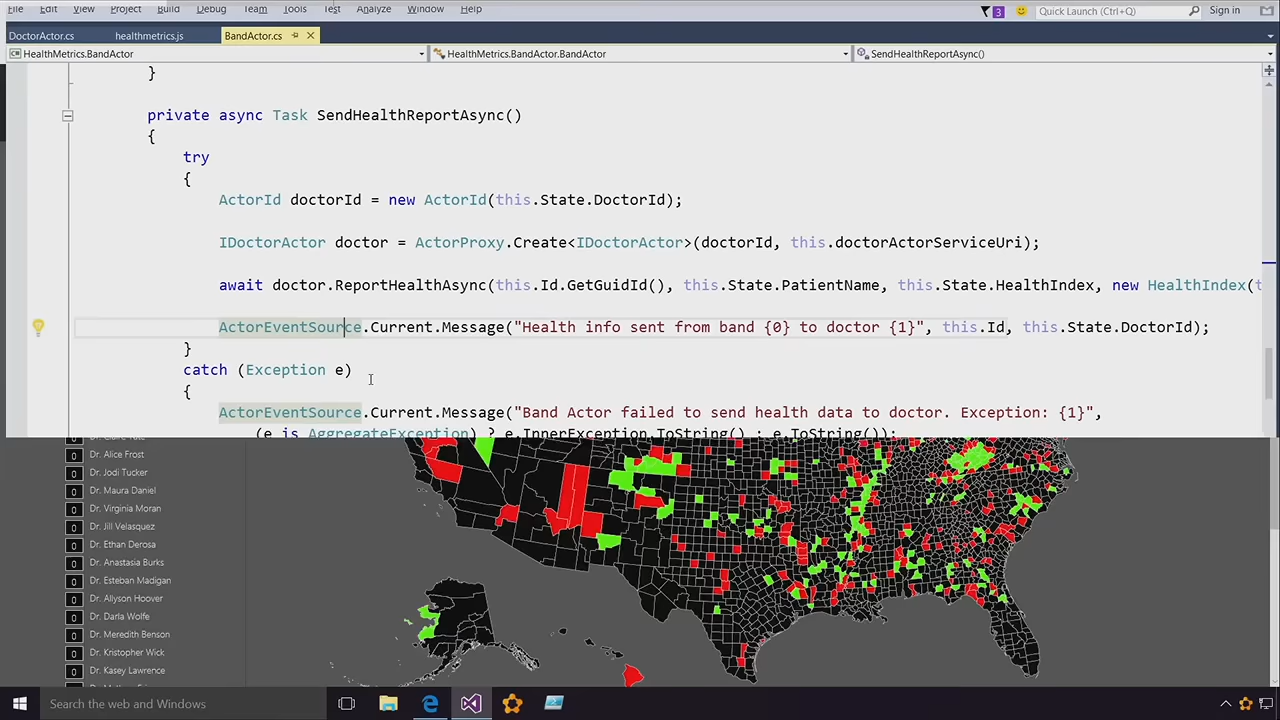 File Edit View Project Build Debug Team Tools Test Analyze Window Help
3 Quick Launch (Ctrl+Q) Sign in
DoctorActor.cs healthmetrics.js BandActor.cs
HealthMetrics.BandActor HealthMetrics.BandActor.BandActor SendHealthReportAsync()
}
private async Task SendHealthReportAsync()
{
try
{
ActorId doctorId = new ActorId(this.State.DoctorId);
IDoctorActor doctor = ActorProxy.Create<IDoctorActor>(doctorId, this.doctorActorServiceUri);
await doctor.ReportHealthAsync(this.Id.GetGuidId(), this.State.PatientName, this.State.HealthIndex, new HealthIndex(t
ActorEventSource.Current.Message("Health info sent from band {0} to doctor {1}", this.Id, this.State.DoctorId);
}
catch (Exception e)
{
ActorEventSource.Current.Message("Band Actor failed to send health data to doctor. Exception: {1}",
(e is AggregateException) ? e.InnerException.ToString() : e.ToString());
0 Dr. Alice Frost
0 Dr. Jodi Tucker
0 Dr. Maura Daniel
0 Dr. Virginia Moran
0 Dr. Jill Velasquez
0 Dr. Ethan Derosa
0 Dr. Anastasia Burks
0 Dr. Esteban Madigan
0 Dr. Allyson Hoover
0 Dr. Darla Wolfe
0 Dr. Meredith Benson
0 Dr. Kristopher Wick
0 Dr. Kasey Lawrence
Search the web and Windows